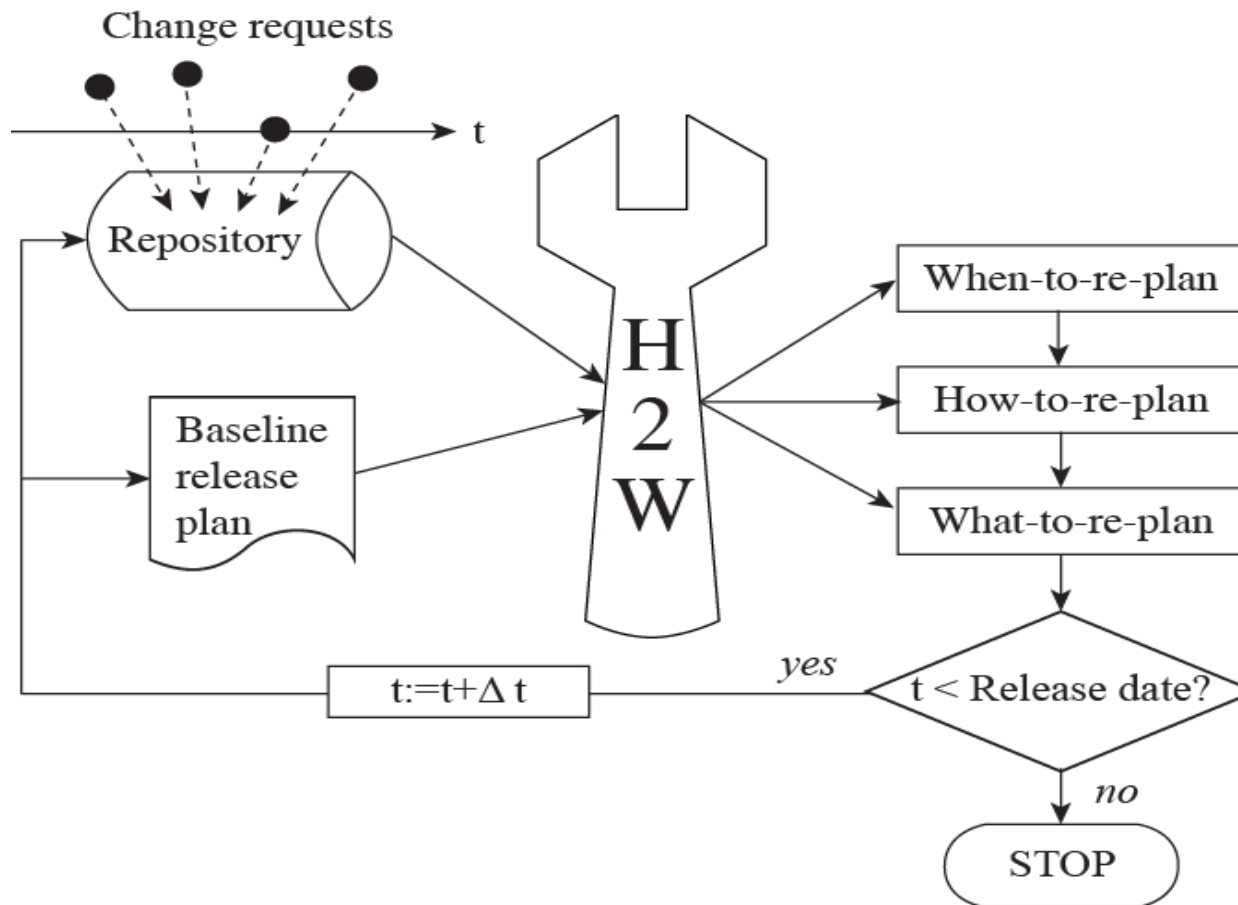 Change requests
t
Repository
Baseline
release
plan
H
2
W
When-to-re-plan
How-to-re-plan
What-to-re-plan
t < Release date?
yes
t:=t+Δ t
no
STOP